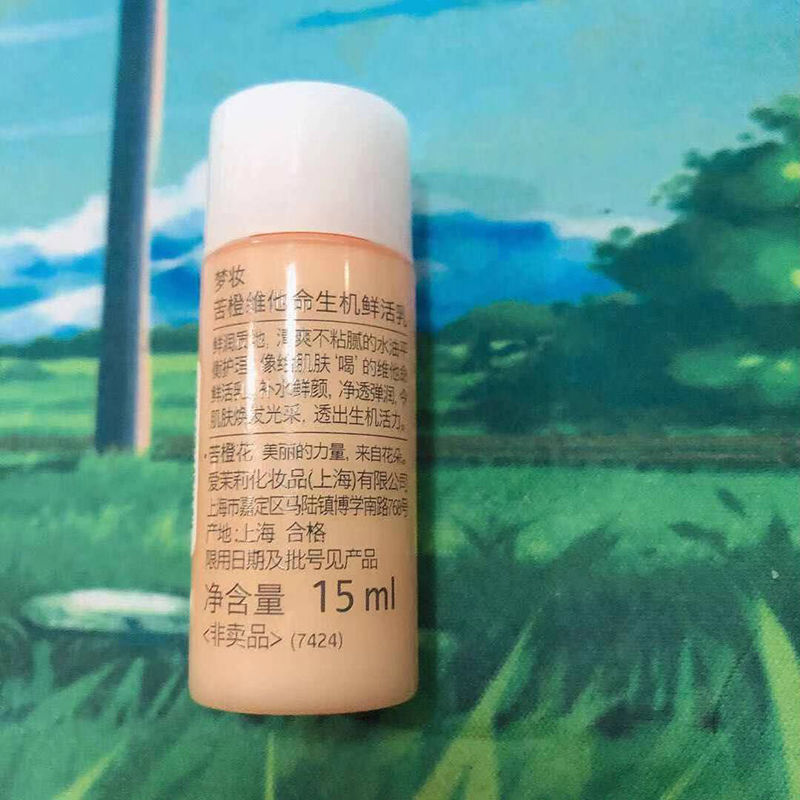 梦妆
苦橙维他命生机鲜活乳
鲜润质地，清爽不粘腻的水油平
衡护理，像给肌肤‘喝’的维他命
鲜活乳。补水鲜颜，净透弹润，令
肌肤焕发光采，透出生机活力。
·苦橙花 美丽的力量，来自花朵。
爱茉莉化妆品(上海)有限公司
上海市嘉定区马陆镇博学南路768号
产地:上海 合格
限用日期及批号见产品
净含量 15 ml
<非卖品> (7424)